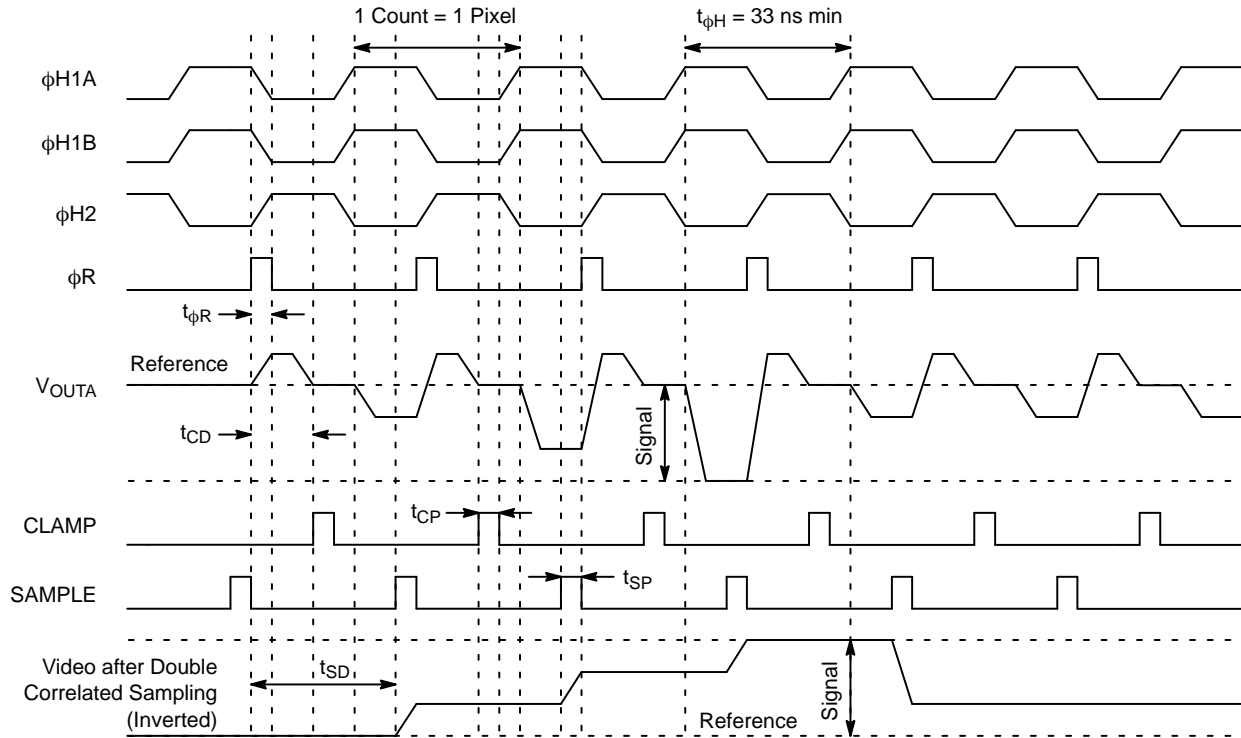 1 Count = 1 Pixel
tϕH = 33 ns min
ϕH1A
ϕH1B
ϕH2
ϕR
tϕR
Reference
VOUTA
tCD
Signal
CLAMP
tCP
SAMPLE
tSP
Video after Double
Correlated Sampling
(Inverted)
tSD
Reference
Signal